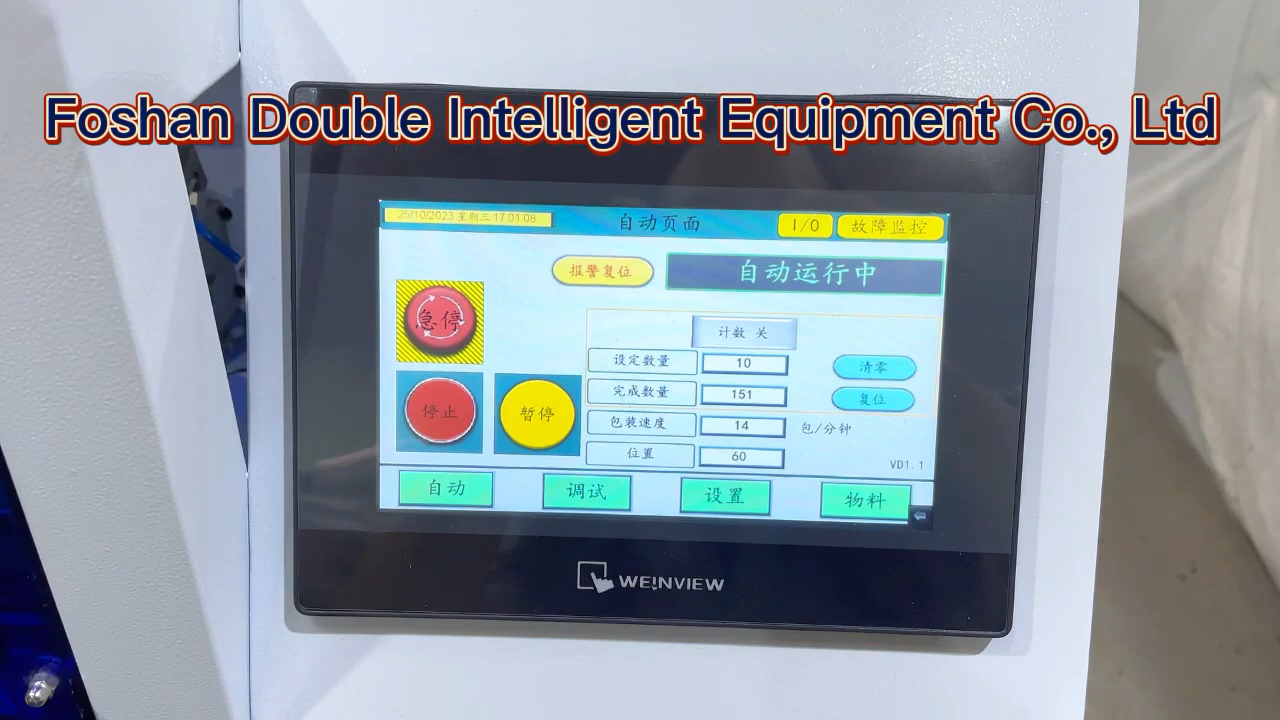 Foshan Double Intelligent Equipment Co., Ltd
25/10/2023 星期三 17:01:08
自动页面
I/O
故障监控
报警复位
自动运行中
急停
计数 关
设定数量 10 清零
完成数量 151 复位
停止
暂停
包装速度 14 包/分钟
位置 60
VD1.1
自动 调试 设置 物料
WE!NVIEW